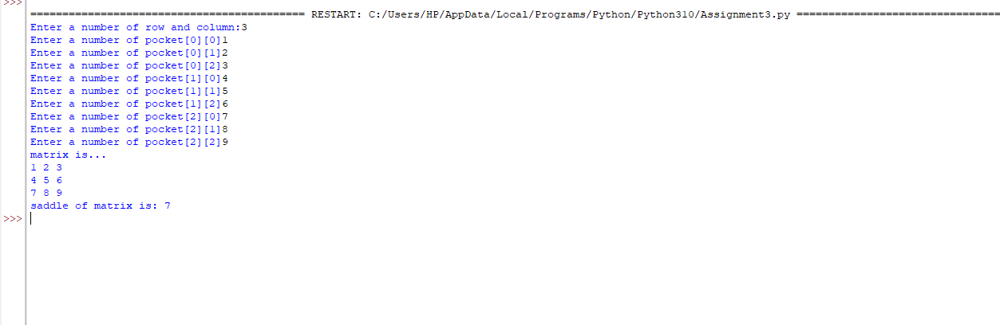 >>>
=========================================== RESTART: C:/Users/HP/AppData/Local/Programs/Python/Python310/Assignment3.py ================================
Enter a number of row and column:3
Enter a number of pocket[0][0]1
Enter a number of pocket[0][1]2
Enter a number of pocket[0][2]3
Enter a number of pocket[1][0]4
Enter a number of pocket[1][1]5
Enter a number of pocket[1][2]6
Enter a number of pocket[2][0]7
Enter a number of pocket[2][1]8
Enter a number of pocket[2][2]9
matrix is...
1 2 3
4 5 6
7 8 9
saddle of matrix is: 7
>>>